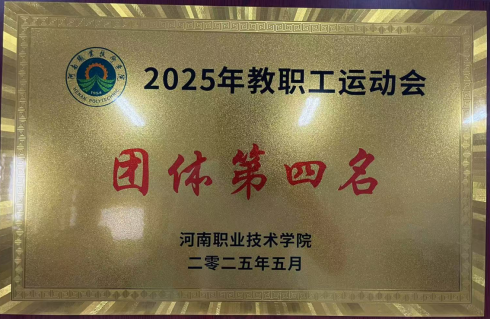 2025年教职工运动会
团体第四名
河南职业技术学院
二零二五年五月